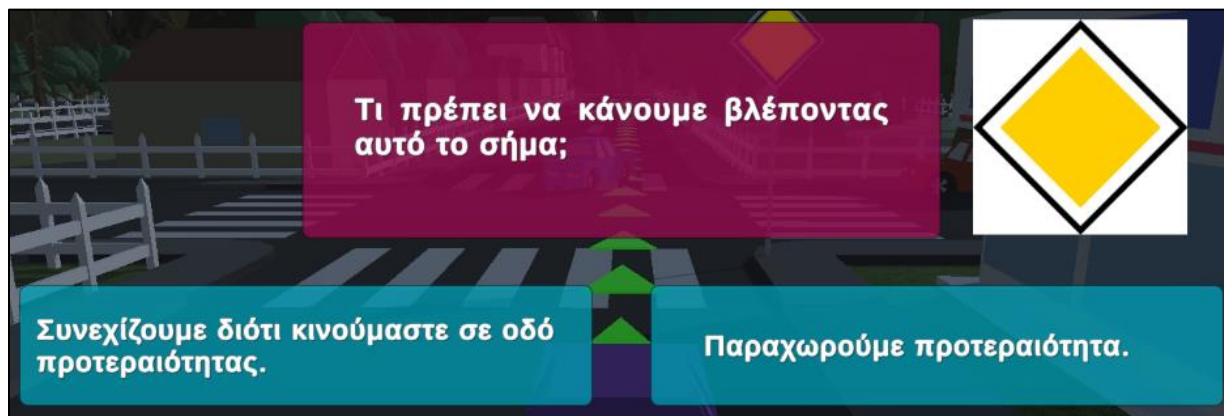 Τι πρέπει να κάνουμε βλέποντας
αυτό το σήμα;
Συνεχίζουμε διότι κινούμαστε σε οδό
προτεραιότητας.
Παραχωρούμε προτεραιότητα.